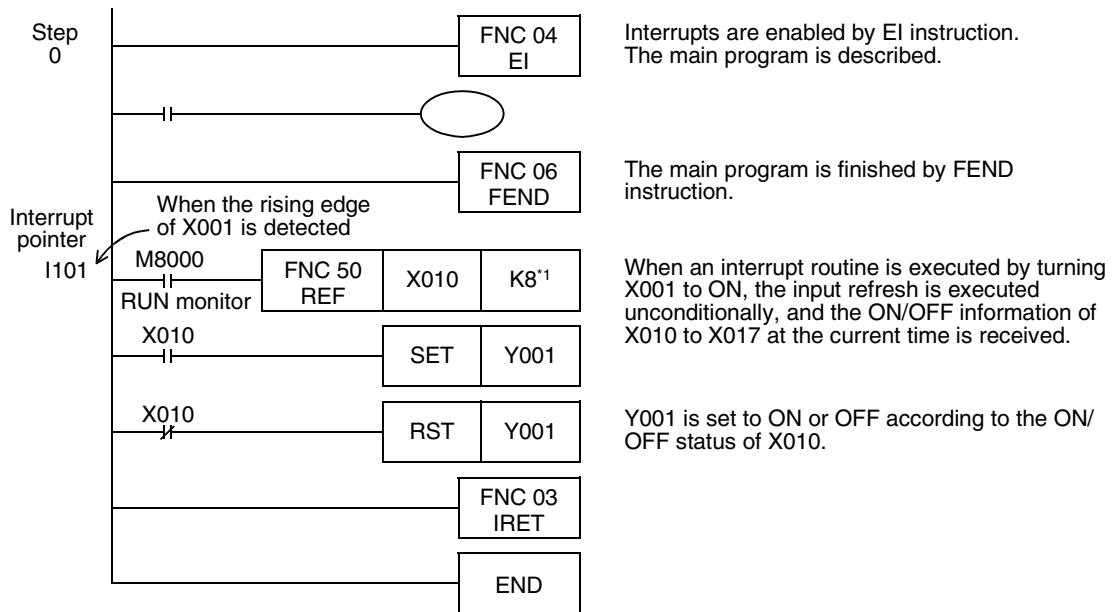 Step
0
FNC 04
EI
Interrupts are enabled by EI instruction.
The main program is described.
FNC 06
FEND
The main program is finished by FEND
instruction.
Interrupt
pointer
I101
When the rising edge
of X001 is detected
M8000
RUN monitor
FNC 50
REF
X010
K8*1
When an interrupt routine is executed by turning
X001 to ON, the input refresh is executed
unconditionally, and the ON/OFF information of
X010 to X017 at the current time is received.
X010
SET
Y001
X010
RST
Y001
Y001 is set to ON or OFF according to the ON/
OFF status of X010.
FNC 03
IRET
END